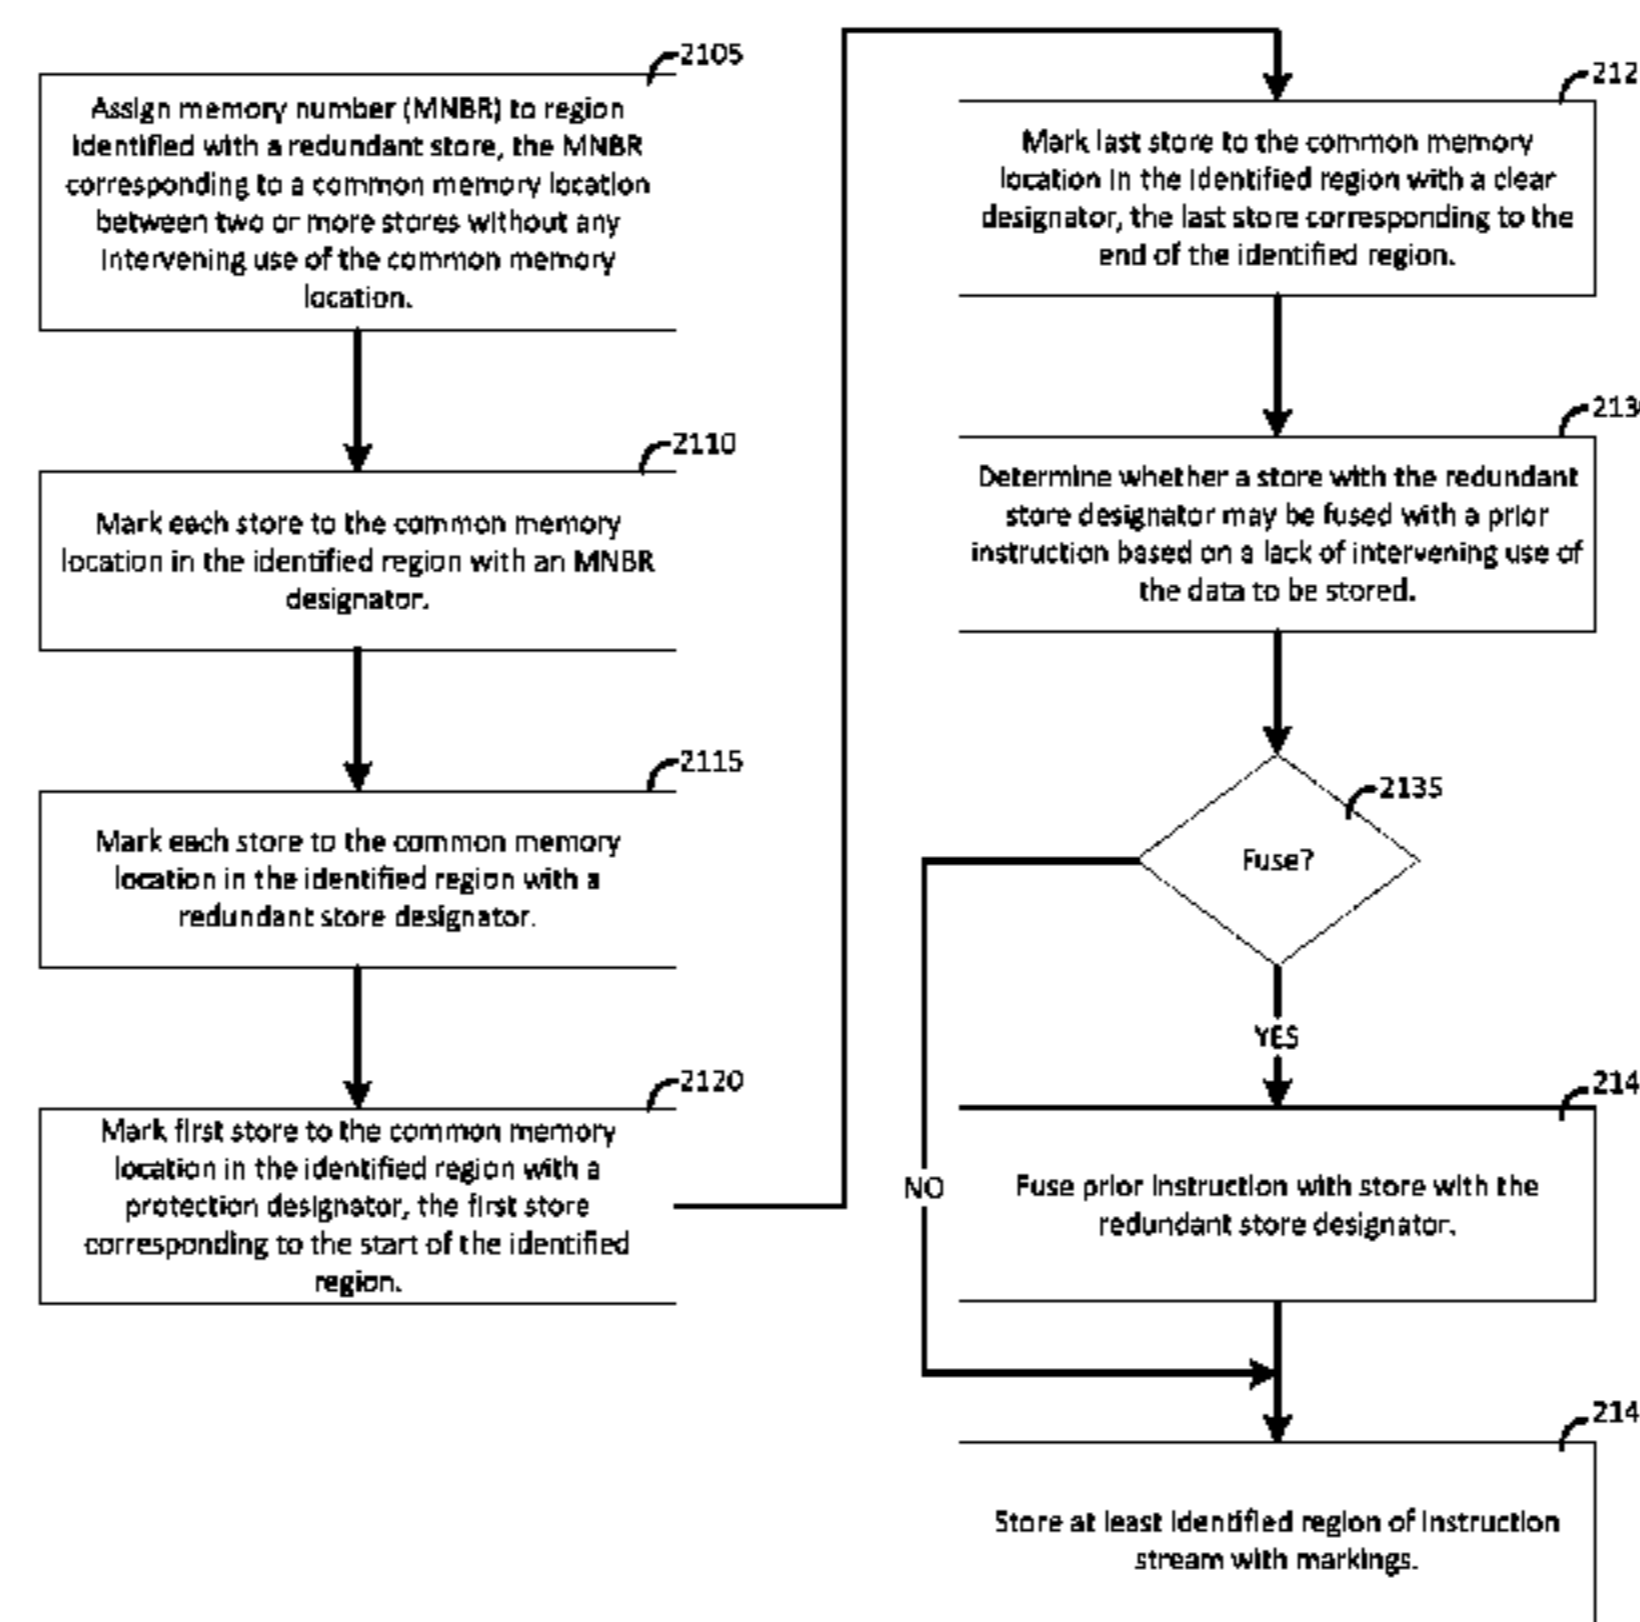 2105
Assign memory number (MNBR) to region
identified with a redundant store, the MNBR
corresponding to a common memory location
between two or more stores without any
intervening use of the common memory
location.
2110
Mark each store to the common memory
location in the identified region with an MNBR
designator.
2115
Mark each store to the common memory
location in the identified region with a
redundant store designator.
2120
Mark first store to the common memory
location in the identified region with a
protection designator, the first store
corresponding to the start of the identified
region.
212
Mark last store to the common memory
location in the identified region with a clear
designator, the last store corresponding to the
end of the identified region.
213
Determine whether a store with the redundant
store designator may be fused with a prior
instruction based on a lack of intervening use of
the data to be stored.
2135
Fuse?
YES
NO
214
Fuse prior instruction with store with the
redundant store designator.
214
Store at least identified region of instruction
stream with markings.